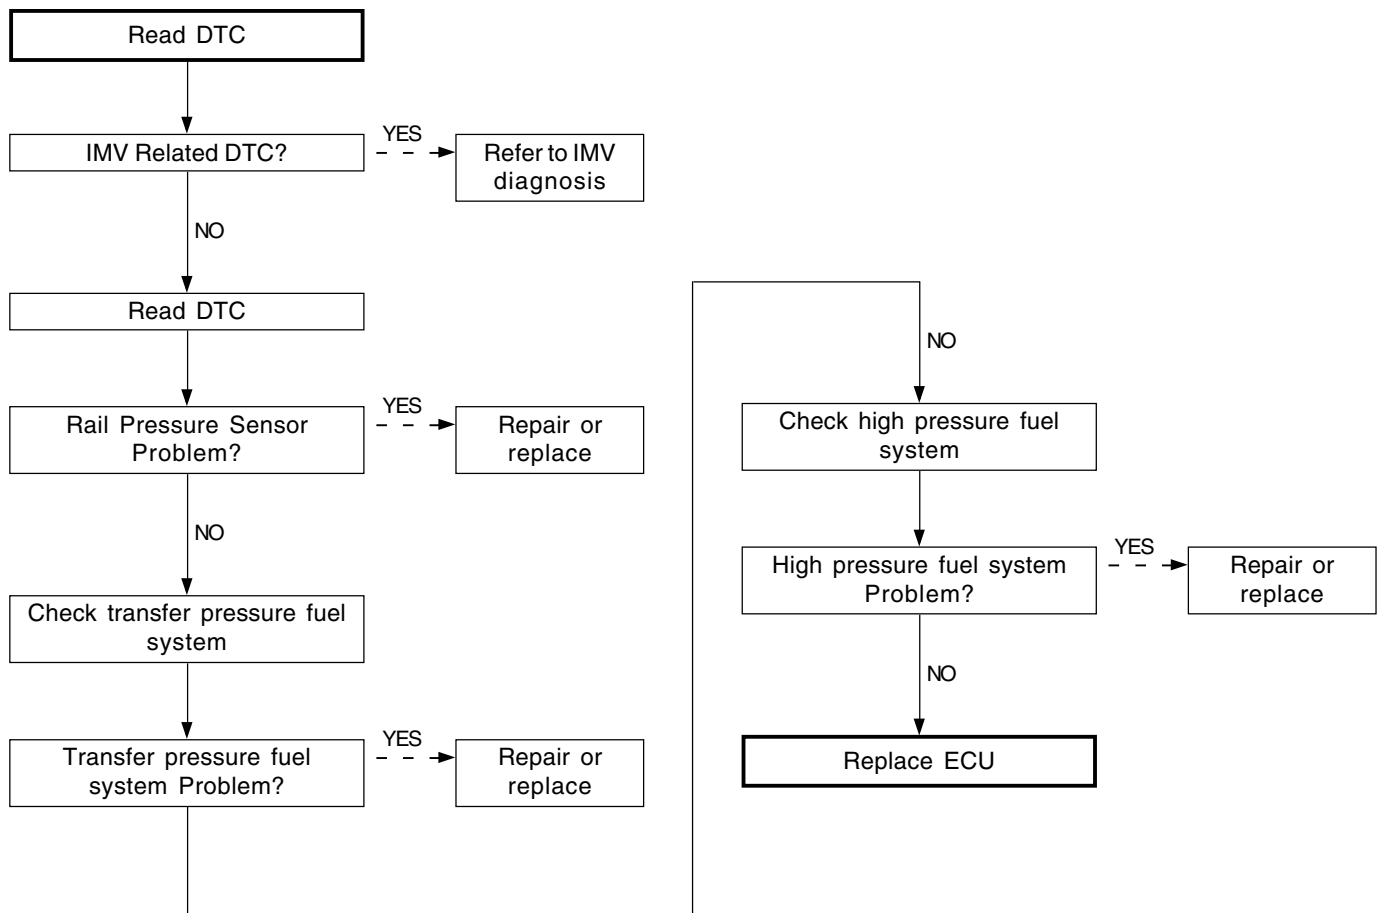 Read DTC
IMV Related DTC?
YES
Refer to IMV
diagnosis
NO
Read DTC
Rail Pressure Sensor
Problem?
YES
Repair or
replace
NO
Check transfer pressure fuel
system
Transfer pressure fuel
system Problem?
YES
Repair or
replace
NO
Check high pressure fuel
system
High pressure fuel system
Problem?
YES
Repair or
replace
NO
Replace ECU